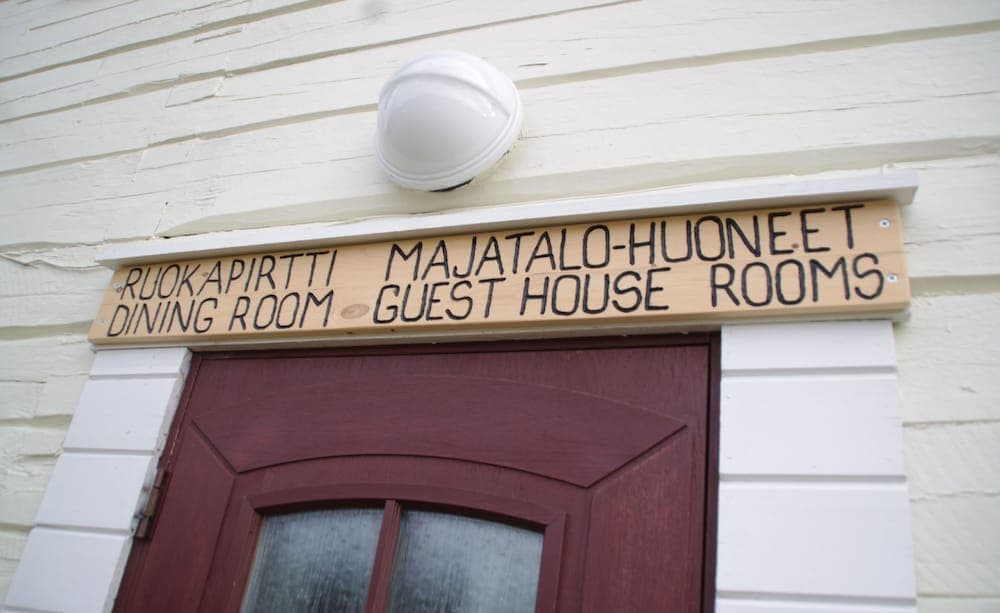 RUOKAPIRTTI MAJATALO-HUONEET
DINING ROOM GUEST HOUSE ROOMS